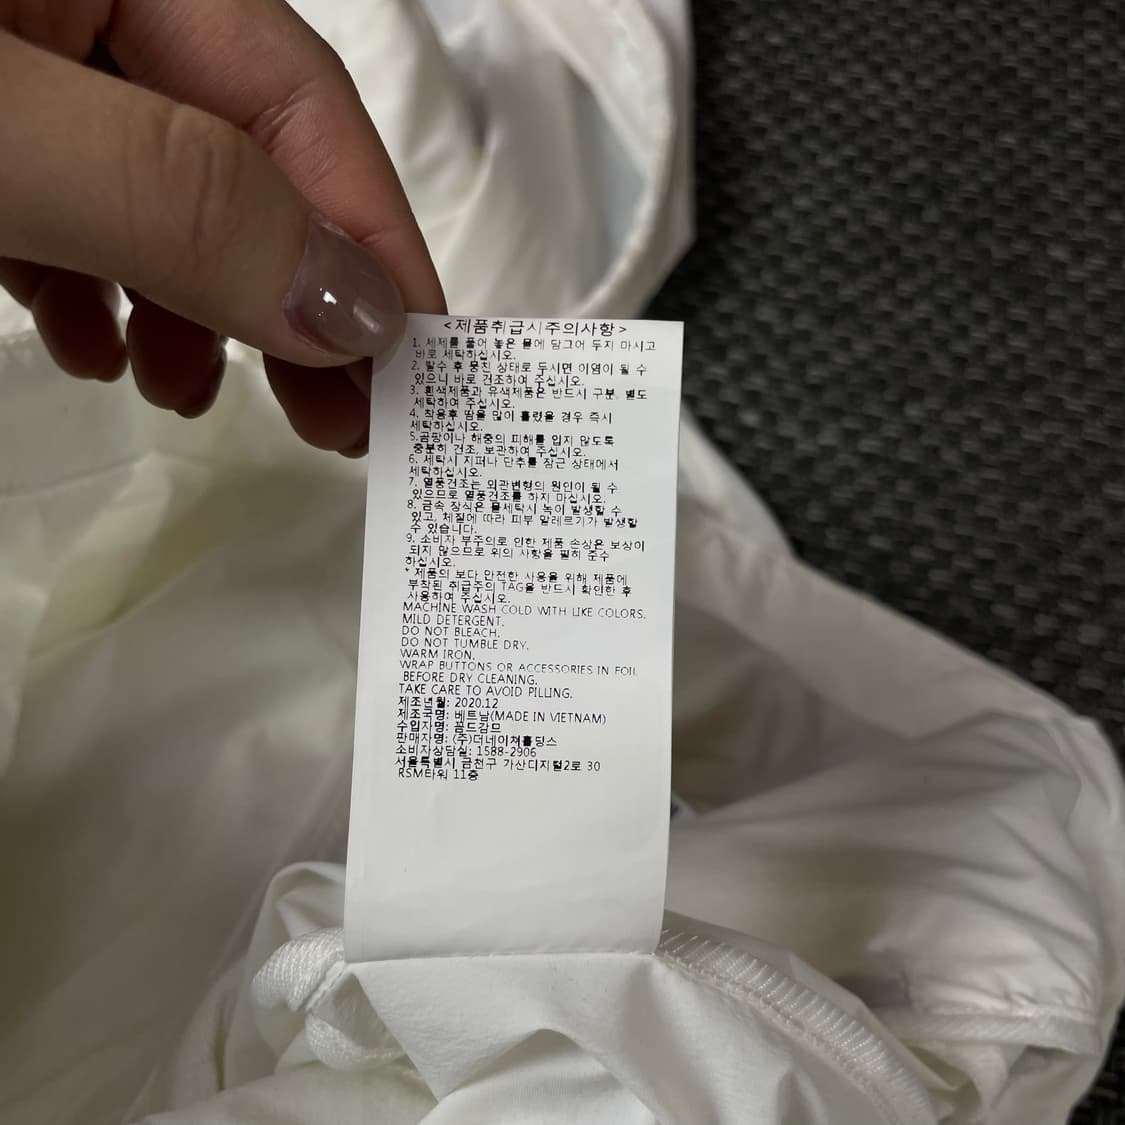 <제품취급시주의사항>
1. 세제를 풀어 놓은 물에 담그어 두지 마시고
바로 세탁하십시오.
2. 탈수 후 뭉친 상태로 두시면 이염이 될 수
있으니 바로 건조하여 주십시오.
3. 흰색제품과 유색제품은 반드시 구분, 별도
세탁하여 주십시오.
4. 착용후 땀을 많이 흘렸을 경우 즉시
세탁하십시오.
5.곰팡이나 해충의 피해를 입지 않도록
충분히 건조, 보관하여 주십시오.
6. 세탁시 지퍼나 단추를 잠근 상태에서
세탁하십시오.
7. 열풍건조는 외관변형의 원인이 될 수
있으므로 열풍건조를 하지 마십시오.
8. 금속 장식은 물세탁시 녹이 발생할 수
있고, 체질에 따라 피부 알레르기가 발생할
수 있습니다.
9. 소비자 부주의로 인한 제품 손상은 보상이
되지 않으므로 위의 사항을 필히 준수
하십시오.
* 제품의 보다 안전한 사용을 위해 제품에
부착된 취급주의 TAG을 반드시 확인한 후
사용하여 주십시오.
MACHINE WASH COLD WITH LIKE COLORS.
MILD DETERGENT.
DO NOT BLEACH.
DO NOT TUMBLE DRY.
WARM IRON.
WRAP BUTTONS OR ACCESSORIES IN FOIL
BEFORE DRY CLEANING.
TAKE CARE TO AVOID PILLING.
제조년월: 2020.12
제조국명: 베트남(MADE IN VIETNAM)
수입자명: 꼴드감므
판매자명: (주)더네이쳐홀딩스
소비자상담실: 1588-2906
서울특별시 금천구 가산디지털2로 30
RSM타워 11층